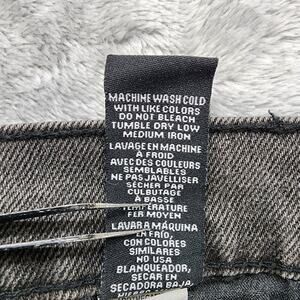 MACHINE WASH COLD
WITH LIKE COLORS
DO NOT BLEACH
TUMBLE DRY LOW
MEDIUM IRON
LAVAGE EN MACHINE
À FROID
AVEC DES COULEURS
SEMBLABLES
NE PAS JAVELLISER
SÉCHER PAR
CULBUTAGE
À BASSE
TEMPÉRATURE
FER MOYEN
LAVAR A MÁQUINA
EN FRÍO,
CON COLORES
SIMILARES
NO USA
BLANQUEADOR,
SECAR EN
SECADORA BAJA,